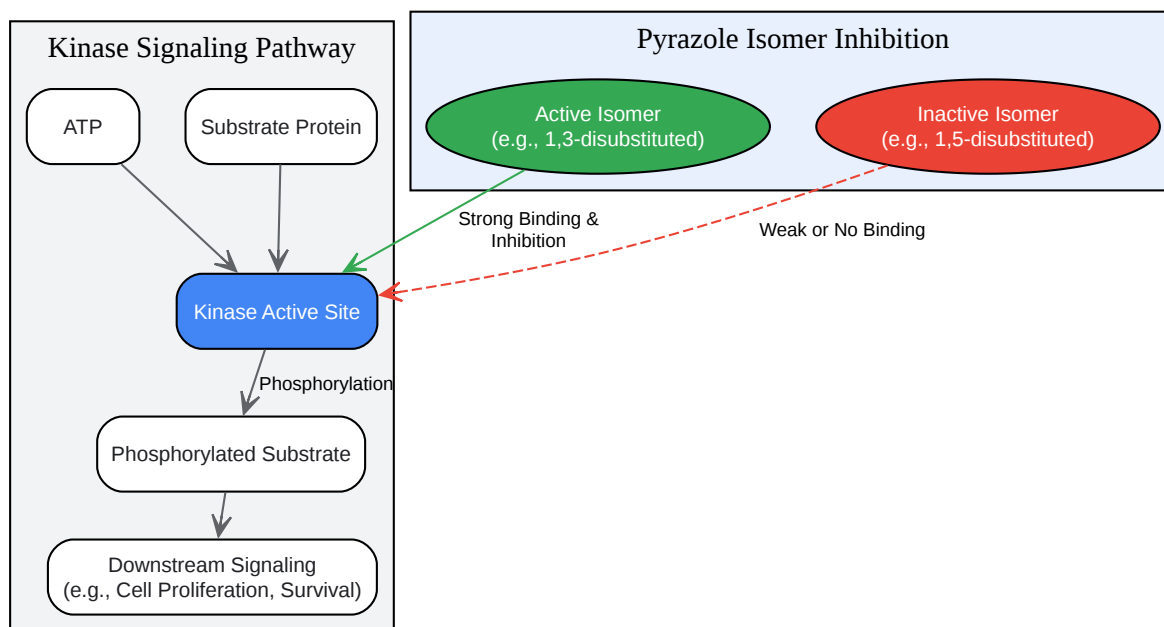 Kinase Signaling Pathway
Pyrazole Isomer Inhibition
ATP
Substrate Protein
Active Isomer
(e.g., 1,3-disubstituted)
Inactive Isomer
(e.g., 1,5-disubstituted)
Strong Binding &
Inhibition
Weak or No Binding
Kinase Active Site
Phosphorylation
Phosphorylated Substrate
Downstream Signaling
(e.g., Cell Proliferation, Survival)